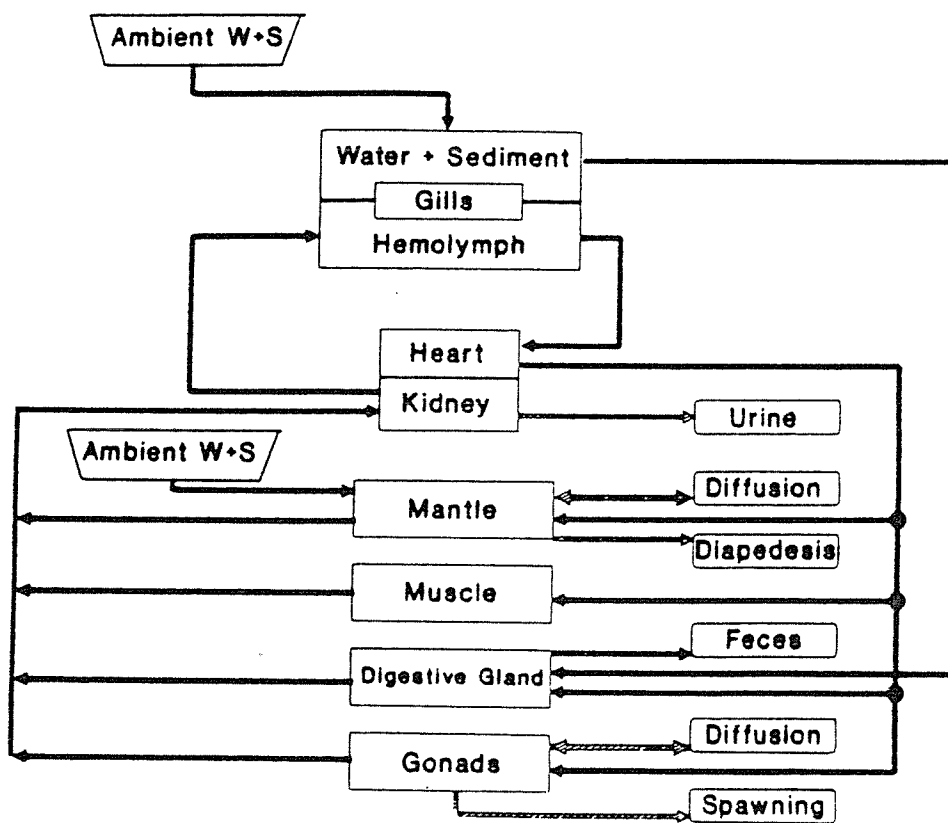 Ambient W+S
Water + Sediment
Gills
Hemolymph
Heart
Kidney
Urine
Ambient W+S
Mantle
Diffusion
Diapedesis
Muscle
Feces
Digestive Gland
Diffusion
Gonads
Spawning